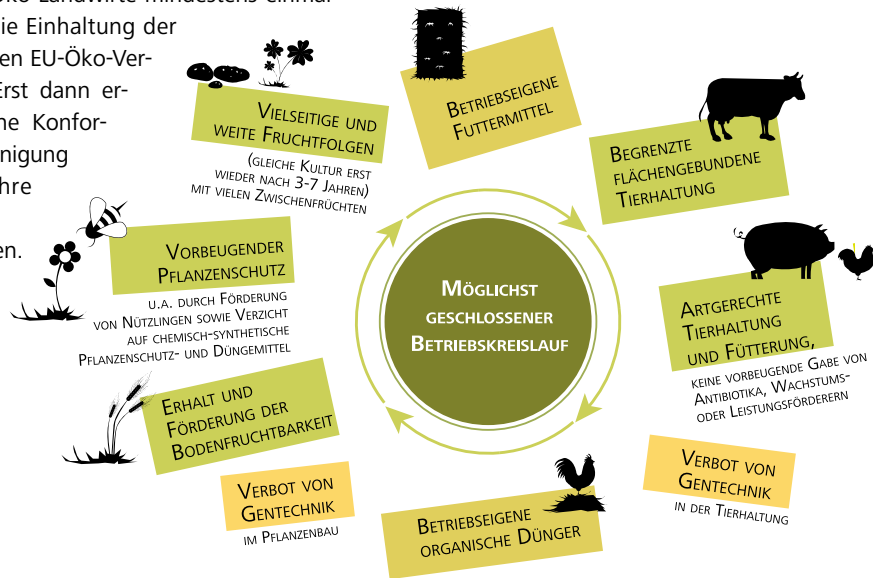 Öko-Landwirte mindestens einmal
die Einhaltung der
en EU-Öko-Ver-
Erst dann er-
ne Konfor-
nigung
hre
en.
Betriebseigene
Futtermittel
Vielseitige und
weite Fruchtfolgen
(gleiche Kultur erst
wieder nach 3-7 Jahren)
mit vielen Zwischenfrüchten
Begrenzte
flächengebundene
Tierhaltung
Vorbeugender
Pflanzenschutz
u.a. durch Förderung
von Nützlingen sowie Verzicht
auf chemisch-synthetische
Pflanzenschutz- und Düngemittel
Möglichst
geschlossener
Betriebskreislauf
Artgerechte
Tierhaltung
und Fütterung,
keine vorbeugende Gabe von
Antibiotika, Wachstums-
oder Leistungsförderern
Erhalt und
Förderung der
Bodenfruchtbarkeit
Verbot von
Gentechnik
im Pflanzenbau
Betriebseigene
organische Dünger
Verbot von
Gentechnik
in der Tierhaltung